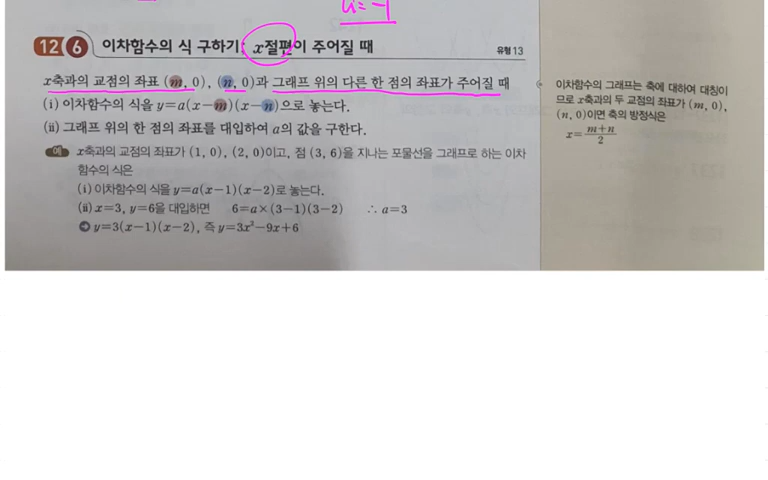 a=-1
12 6 이차함수의 식 구하기; x절편이 주어질 때 유형 13
x축과의 교점의 좌표 (m, 0), (n, 0)과 그래프 위의 다른 한 점의 좌표가 주어질 때
(i) 이차함수의 식을 y=a(x-m)(x-n)으로 놓는다.
(ii) 그래프 위의 한 점의 좌표를 대입하여 a의 값을 구한다.
예 x축과의 교점의 좌표가 (1, 0), (2, 0)이고, 점 (3, 6)을 지나는 포물선을 그래프로 하는 이차
함수의 식은
(i) 이차함수의 식을 y=a(x-1)(x-2)로 놓는다.
(ii) x=3, y=6을 대입하면 6=a×(3-1)(3-2) ∴ a=3
➲ y=3(x-1)(x-2), 즉 y=3x²-9x+6
이차함수의 그래프는 축에 대하여 대칭이
므로 x축과의 두 교점의 좌표가 (m, 0),
(n, 0)이면 축의 방정식은
x=\frac{m+n}{2}